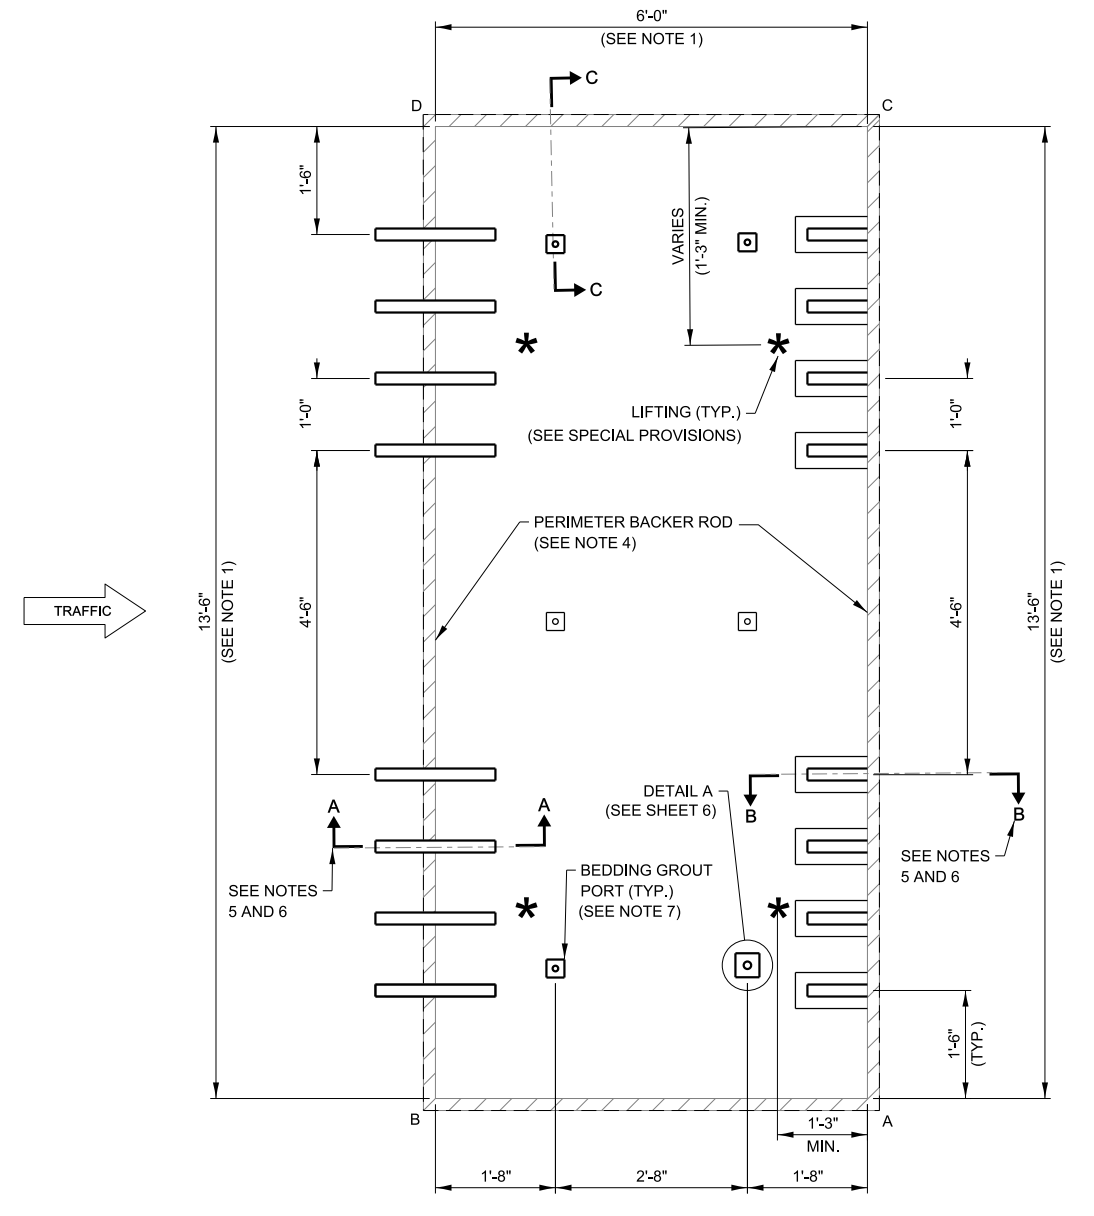 6'-0"
(SEE NOTE 1)
C
D
C
1'-6"
VARIES
(1'-3" MIN.)
C
LIFTING (TYP.)
(SEE SPECIAL PROVISIONS)
1'-0"
1'-0"
PERIMETER BACKER ROD
(SEE NOTE 4)
TRAFFIC
13'-6"
(SEE NOTE 1)
4'-6"
4'-6"
13'-6"
(SEE NOTE 1)
DETAIL A
(SEE SHEET 6)
A
A
B
B
SEE NOTES
5 AND 6
SEE NOTES
5 AND 6
BEDDING GROUT
PORT (TYP.)
(SEE NOTE 7)
1'-6"
(TYP.)
B
A
1'-3"
MIN.
1'-8"
2'-8"
1'-8"